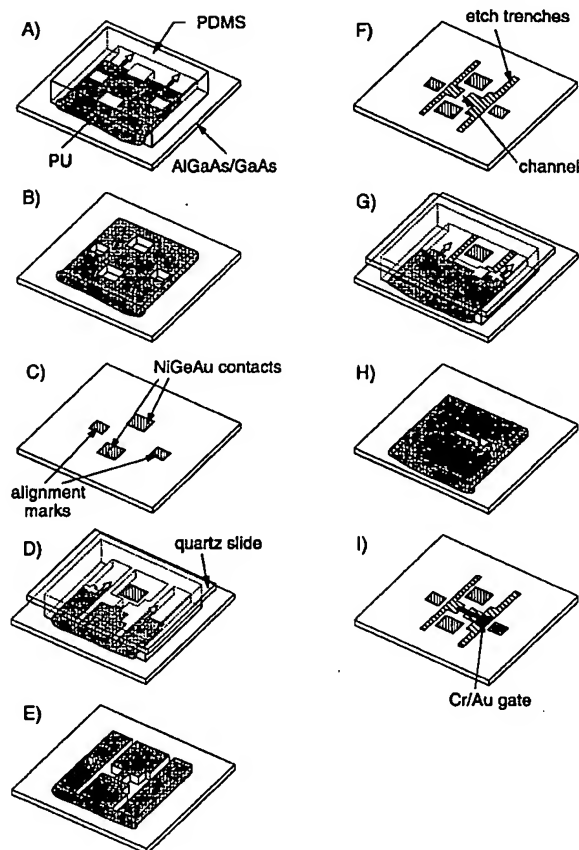 A)
PDMS
PU
AlGaAs/GaAs
B)
C)
NiGeAu contacts
alignment
marks
D)
quartz slide
E)
F)
etch trenches
channel
G)
H)
I)
Cr/Au gate